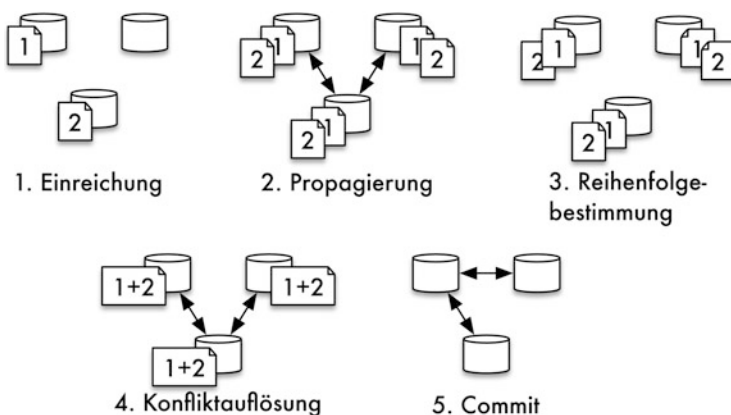 1
2
1. Einreichung
2 1
1 2
2 1
2. Propagierung
2 1
1 2
2 1
3. Reihenfolge-
bestimmung
1+2
1+2
1+2
4. Konfliktauflösung
5. Commit